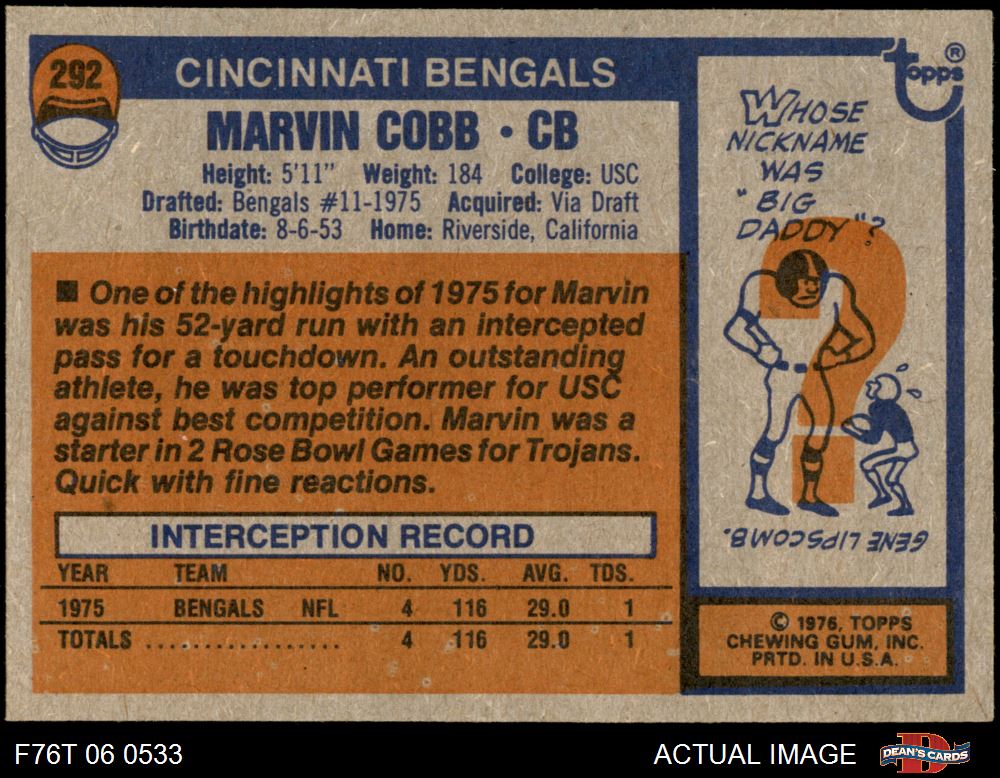 292
CINCINNATI BENGALS
MARVIN COBB • CB
Height: 5'11" Weight: 184 College: USC
Drafted: Bengals #11-1975 Acquired: Via Draft
Birthdate: 8-6-53 Home: Riverside, California
■ One of the highlights of 1975 for Marvin
was his 52-yard run with an intercepted
pass for a touchdown. An outstanding
athlete, he was top performer for USC
against best competition. Marvin was a
starter in 2 Rose Bowl Games for Trojans.
Quick with fine reactions.
INTERCEPTION RECORD
YEAR TEAM NO. YDS. AVG. TDS.
1975 BENGALS NFL 4 116 29.0 1
TOTALS ................. 4 116 29.0 1
Topps®
WHOSE
NICKNAME
WAS
"BIG
DADDY"?
?
GENE LIPSCOMB.
© 1976, TOPPS
CHEWING GUM, INC.
PRTD. IN U.S.A.
F76T 06 0533
ACTUAL IMAGE
D
DEAN'S CARDS